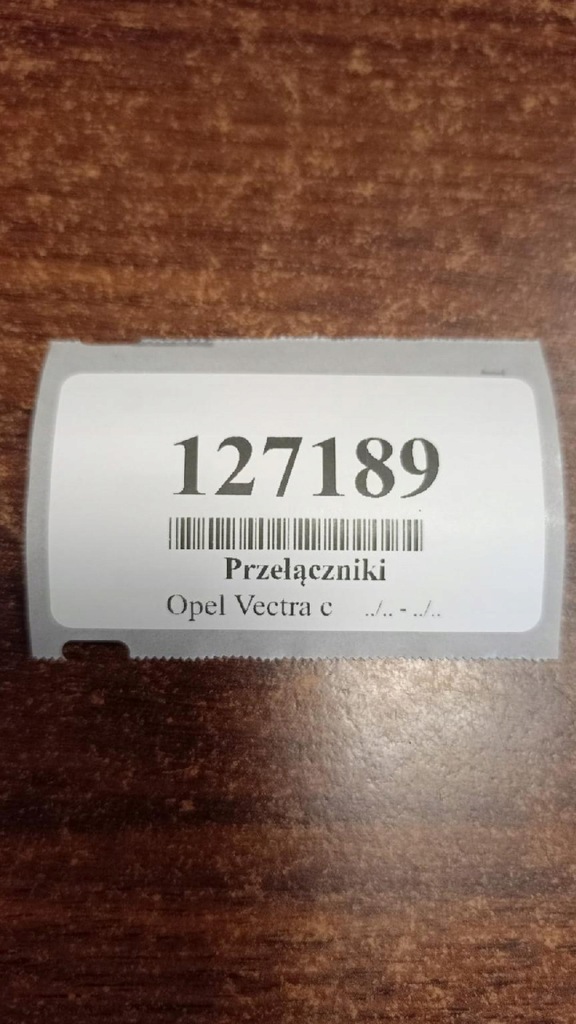 127189
Przełączniki
Opel Vectra c ../.. - ../..